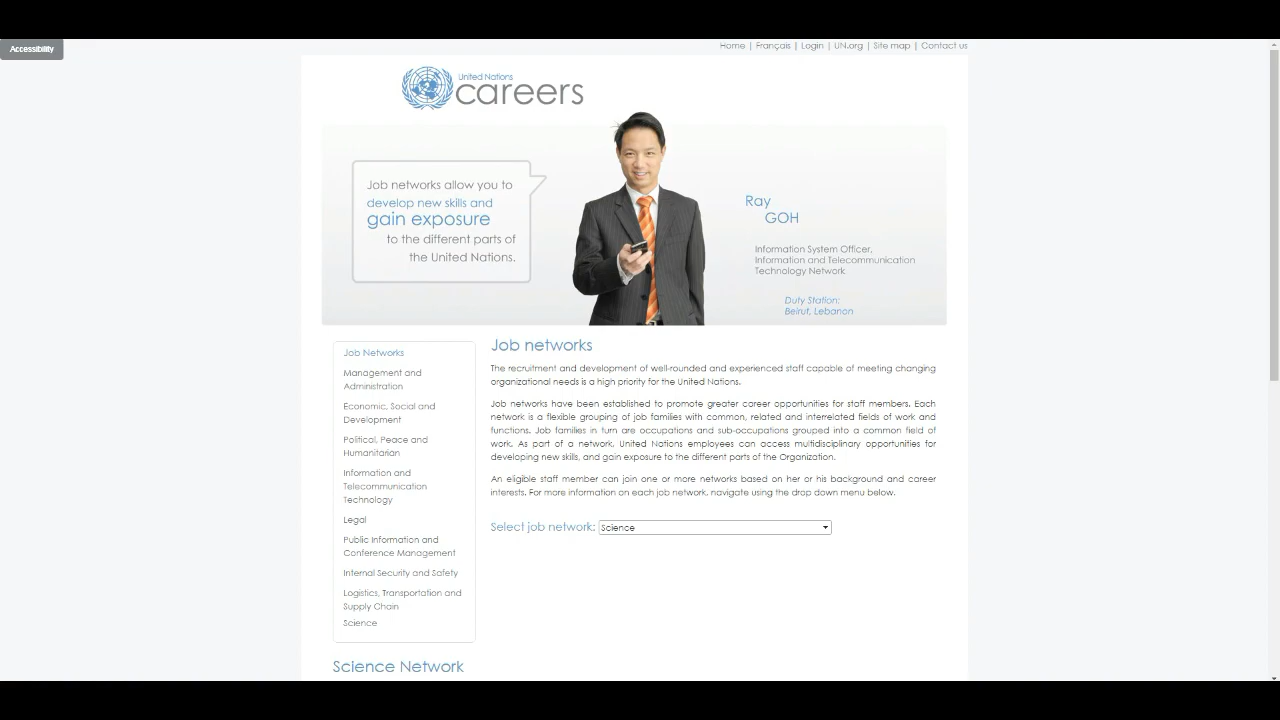 Accessibility
Home | Français | Login | UN.org | Site map | Contact us
United Nations
careers
Job networks allow you to
develop new skills and
gain exposure
to the different parts of
the United Nations.
Ray
GOH
Information System Officer,
Information and Telecommunication
Technology Network
Duty Station:
Beirut, Lebanon
Job Networks
Management and
Administration
Economic, Social and
Development
Political, Peace and
Humanitarian
Information and
Telecommunication
Technology
Legal
Public Information and
Conference Management
Internal Security and Safety
Logistics, Transportation and
Supply Chain
Science
Job networks
The recruitment and development of well-rounded and experienced staff capable of meeting changing
organizational needs is a high priority for the United Nations.
Job networks have been established to promote greater career opportunities for staff members. Each
network is a flexible grouping of job families with common, related and interrelated fields of work and
functions. Job families in turn are occupations and sub-occupations grouped into a common field of
work. As part of a network, United Nations employees can access multidisciplinary opportunities for
developing new skills, and gain exposure to the different parts of the Organization.
An eligible staff member can join one or more networks based on her or his background and career
interests. For more information on each job network, navigate using the drop down menu below.
Select job network: Science
Science Network